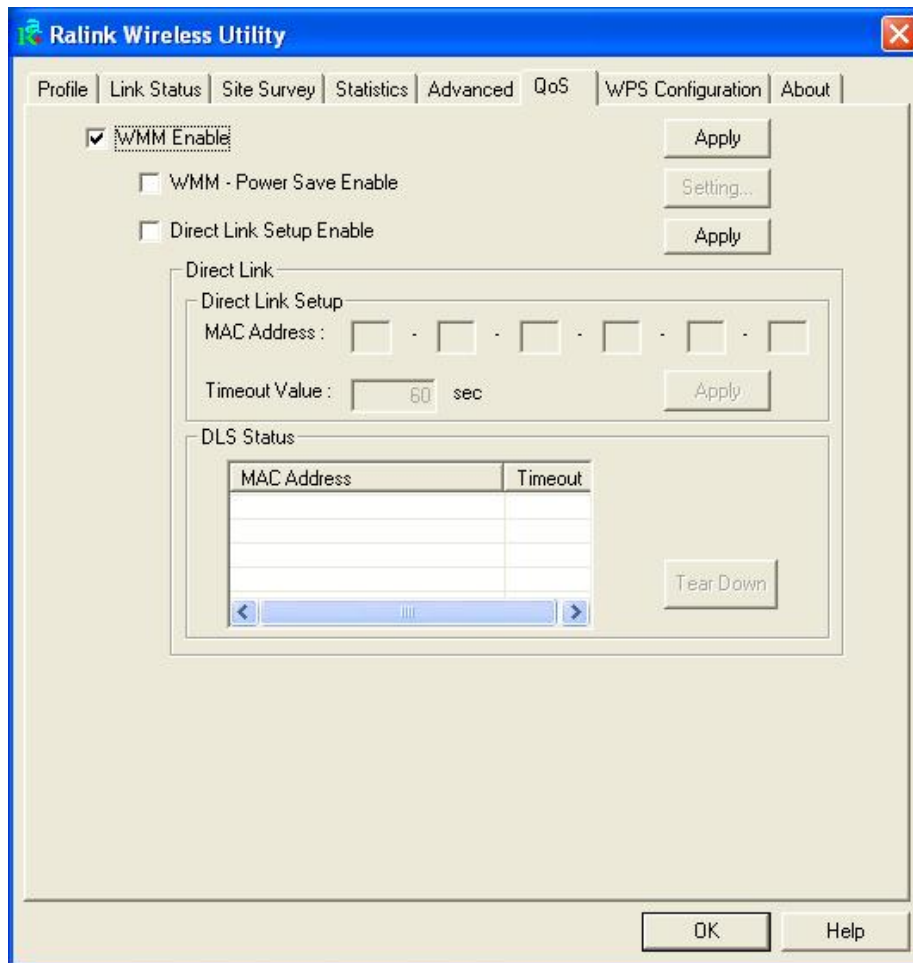 Ralink Wireless Utility
Profile Link Status Site Survey Statistics Advanced QoS WPS Configuration About
WMM Enable Apply
WMM - Power Save Enable Setting...
Direct Link Setup Enable Apply
Direct Link
Direct Link Setup
MAC Address : - - - - -
Timeout Value : 60 sec Apply
DLS Status
MAC Address Timeout
Tear Down
OK Help